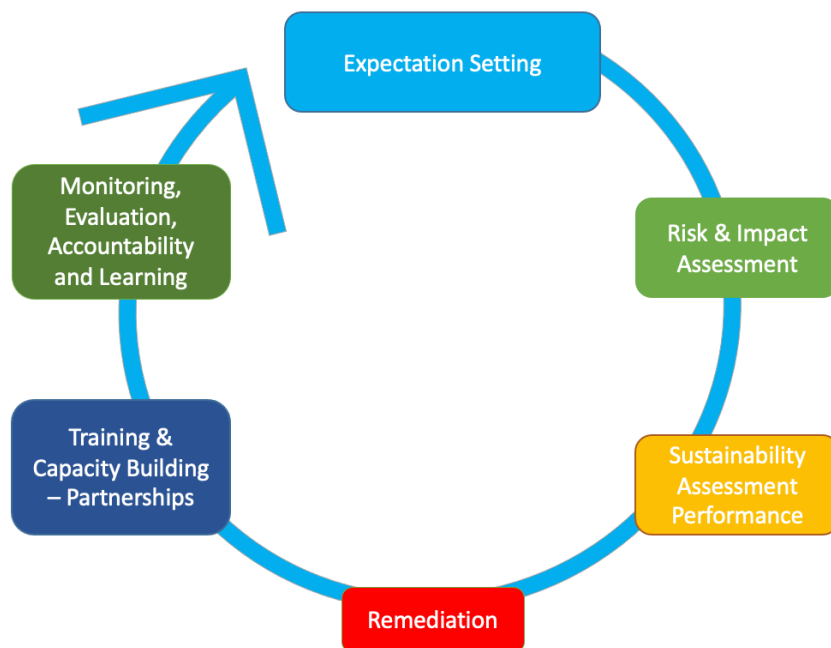 Expectation Setting
Risk & Impact
Assessment
Sustainability
Assessment
Performance
Remediation
Training &
Capacity Building
– Partnerships
Monitoring,
Evaluation,
Accountability
and Learning